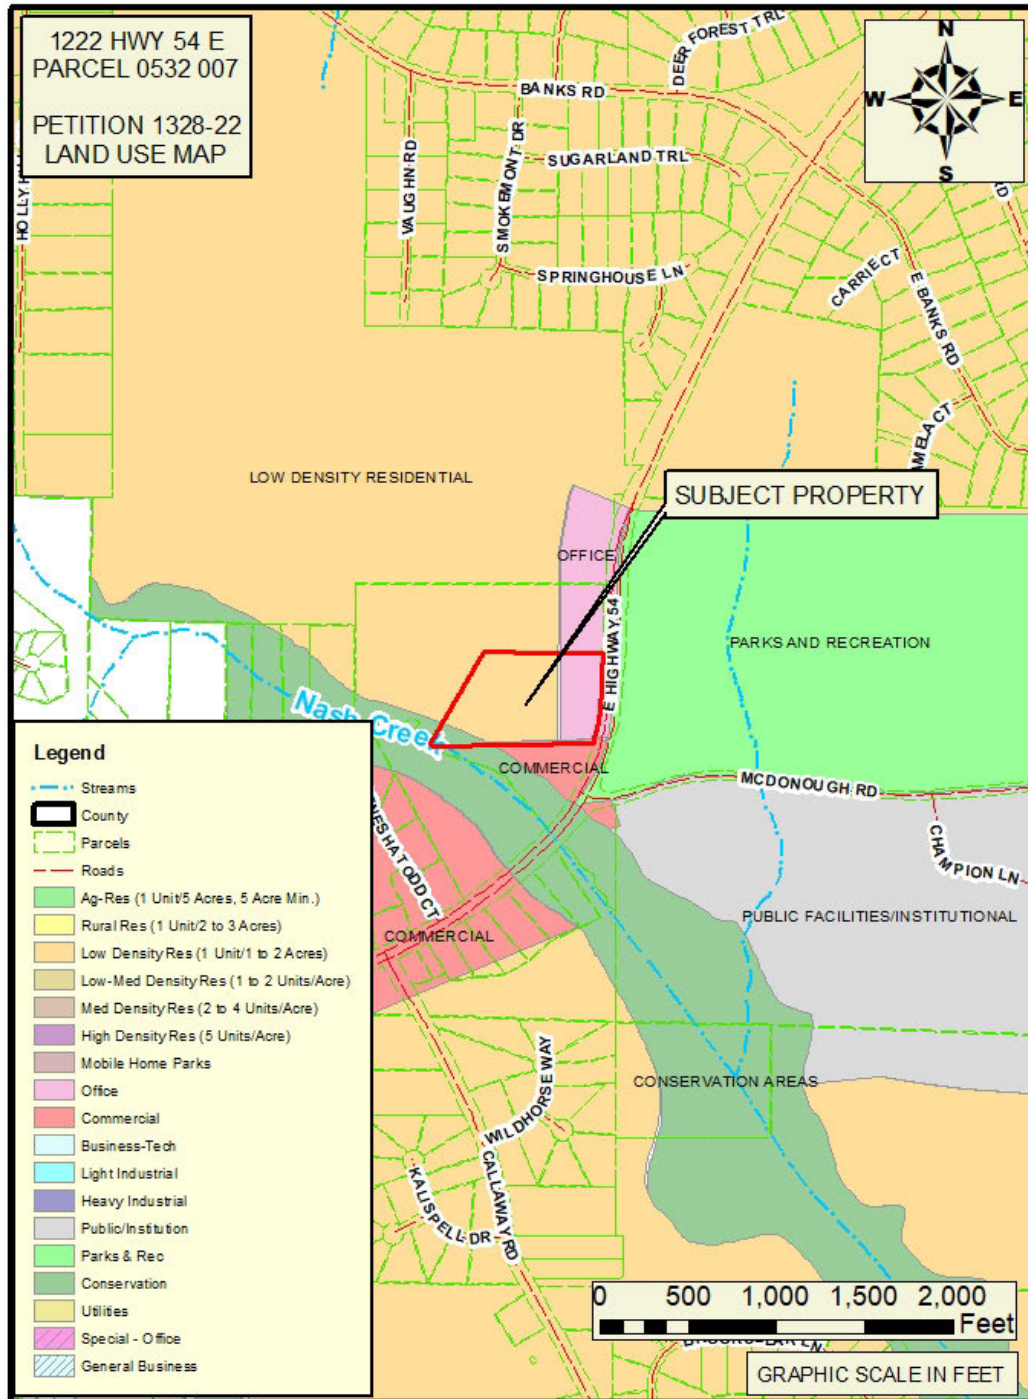 1222 HWY 54 E
PARCEL 0532 007
PETITION 1328-22
LAND USE MAP
N
W
E
S
DEER FOREST TRL
BANKS RD
VAUGHN RD
SMOKEMONT DR
SUGARLAND TRL
SPRINGHOUSE LN
CARRIE CT
E BANKS RD
RD
LOW DENSITY RESIDENTIAL
SUBJECT PROPERTY
OFFICE
E HIGHWAY 54
PARKS AND RECREATION
Nash Creek
COMMERCIAL
MCDONOUGH RD
CHAMPION LN
PUBLIC FACILITIES/INSTITUTIONAL
COMMERCIAL
CONSERVATION AREAS
WILDHORSE WAY
CALLAWAY RD
KALISPELL DR
Legend
Streams
County
Parcels
Roads
Ag-Res (1 Unit/5 Acres, 5 Acre Min.)
Rural Res (1 Unit/2 to 3 Acres)
Low Density Res (1 Unit/1 to 2 Acres)
Low-Med Density Res (1 to 2 Units/Acre)
Med Density Res (2 to 4 Units/Acre)
High Density Res (5 Units/Acre)
Mobile Home Parks
Office
Commercial
Business-Tech
Light Industrial
Heavy Industrial
Public/Institution
Parks & Rec
Conservation
Utilities
Special - Office
General Business
0 500 1,000 1,500 2,000
Feet
GRAPHIC SCALE IN FEET